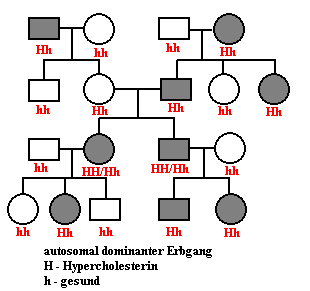 Hh hh hh Hh
hh Hh Hh hh Hh
hh HH/Hh HH/Hh hh
hh Hh hh Hh Hh
autosomal dominanter Erbgang
H - Hypercholesterin
h - gesund